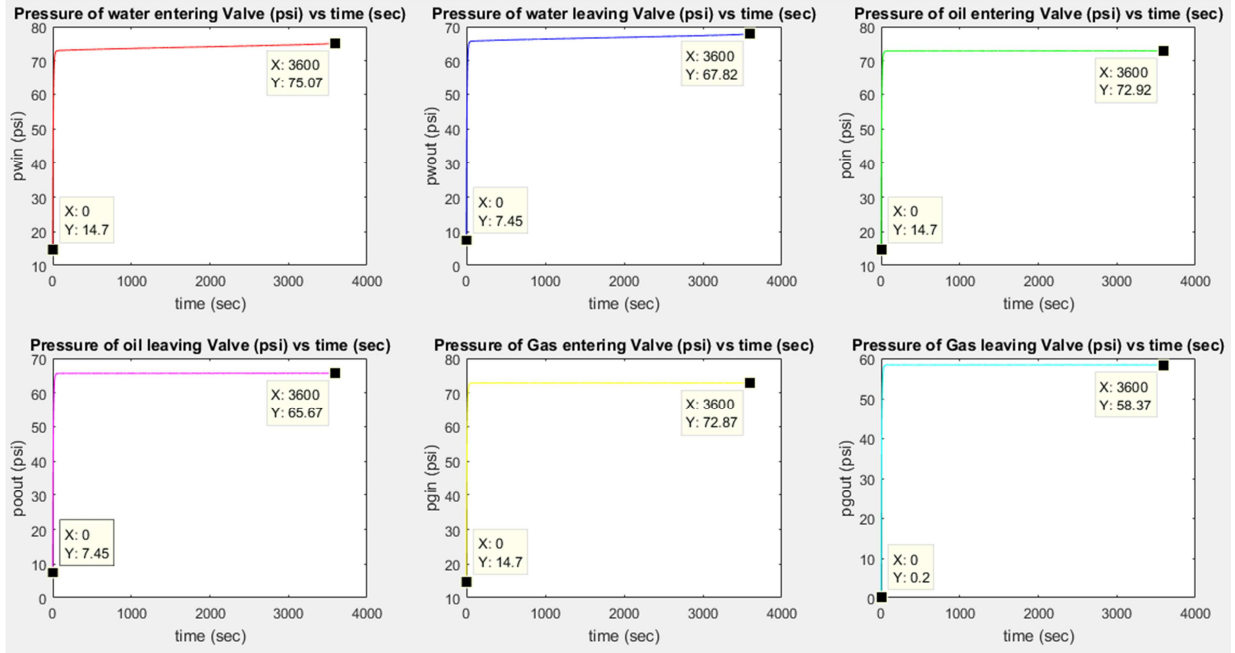 Pressure of water entering Valve (psi) vs time (sec)
80
70
60
50
40
30
20
10
pwin (psi)
X: 3600
Y: 75.07
X: 0
Y: 14.7
0 1000 2000 3000 4000
time (sec)
Pressure of water leaving Valve (psi) vs time (sec)
70
60
50
40
30
20
10
0
pwout (psi)
X: 3600
Y: 67.82
X: 0
Y: 7.45
0 1000 2000 3000 4000
time (sec)
Pressure of oil entering Valve (psi) vs time (sec)
80
70
60
50
40
30
20
10
poin (psi)
X: 3600
Y: 72.92
X: 0
Y: 14.7
0 1000 2000 3000 4000
time (sec)
Pressure of oil leaving Valve (psi) vs time (sec)
70
60
50
40
30
20
10
0
poout (psi)
X: 3600
Y: 65.67
X: 0
Y: 7.45
0 1000 2000 3000 4000
time (sec)
Pressure of Gas entering Valve (psi) vs time (sec)
80
70
60
50
40
30
20
10
pgin (psi)
X: 3600
Y: 72.87
X: 0
Y: 14.7
0 1000 2000 3000 4000
time (sec)
Pressure of Gas leaving Valve (psi) vs time (sec)
60
50
40
30
20
10
0
pgout (psi)
X: 3600
Y: 58.37
X: 0
Y: 0.2
0 1000 2000 3000 4000
time (sec)